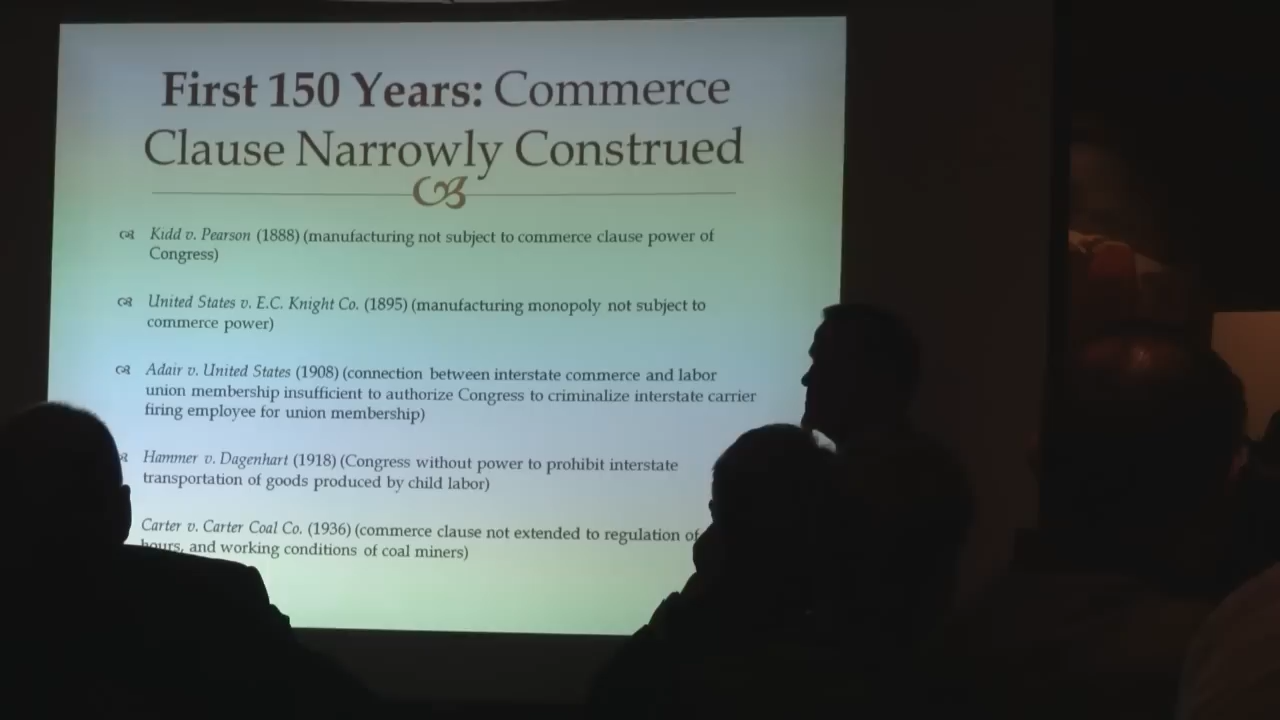 First 150 Years: Commerce
Clause Narrowly Construed
Kidd v. Pearson (1888) (manufacturing not subject to commerce clause power of
Congress)
United States v. E.C. Knight Co. (1895) (manufacturing monopoly not subject to
commerce power)
Adair v. United States (1908) (connection between interstate commerce and labor
union membership insufficient to authorize Congress to criminalize interstate carrier
firing employee for union membership)
Hammer v. Dagenhart (1918) (Congress without power to prohibit interstate
transportation of goods produced by child labor)
Carter v. Carter Coal Co. (1936) (commerce clause not extended to regulation of
hours, and working conditions of coal miners)